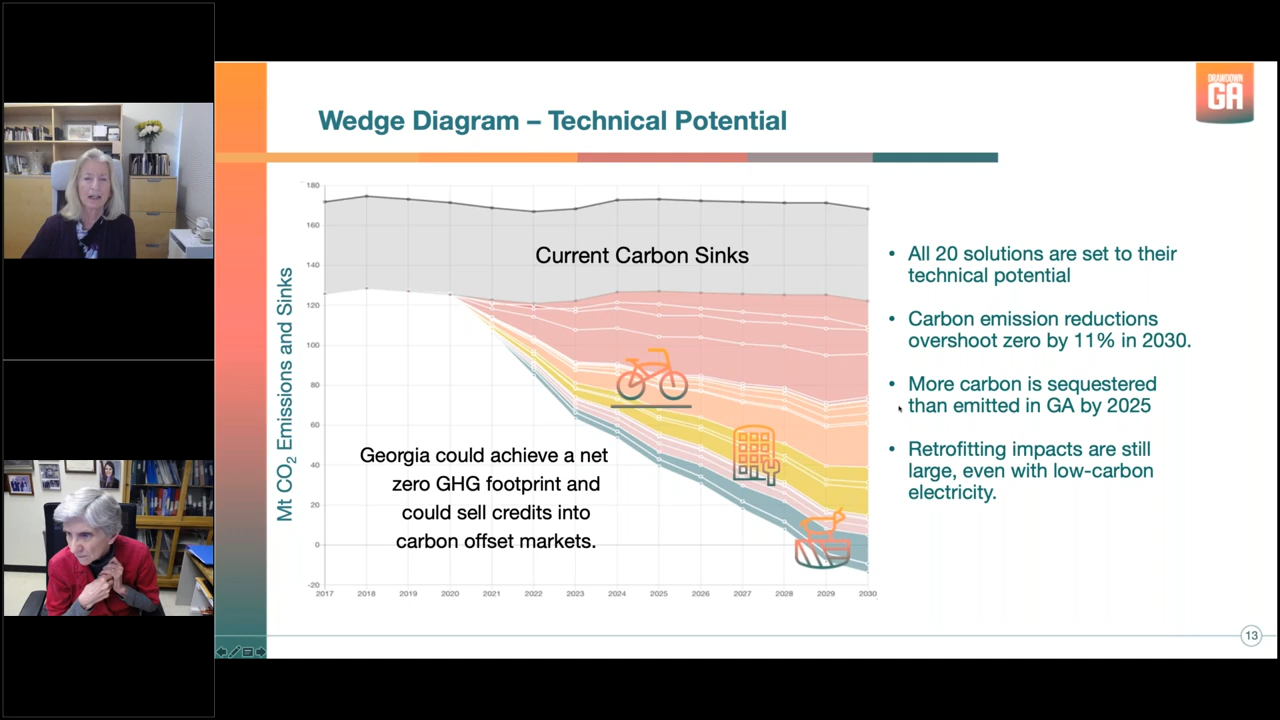 DRAWDOWN
GA
Wedge Diagram – Technical Potential
Mt CO₂ Emissions and Sinks
180
160
140
120
100
80
60
40
20
0
-20
2017 2018 2019 2020 2021 2022 2023 2024 2025 2026 2027 2028 2029 2030
Current Carbon Sinks
Georgia could achieve a net
zero GHG footprint and
could sell credits into
carbon offset markets.
• All 20 solutions are set to their
technical potential
• Carbon emission reductions
overshoot zero by 11% in 2030.
• More carbon is sequestered
than emitted in GA by 2025
• Retrofitting impacts are still
large, even with low-carbon
electricity.
13